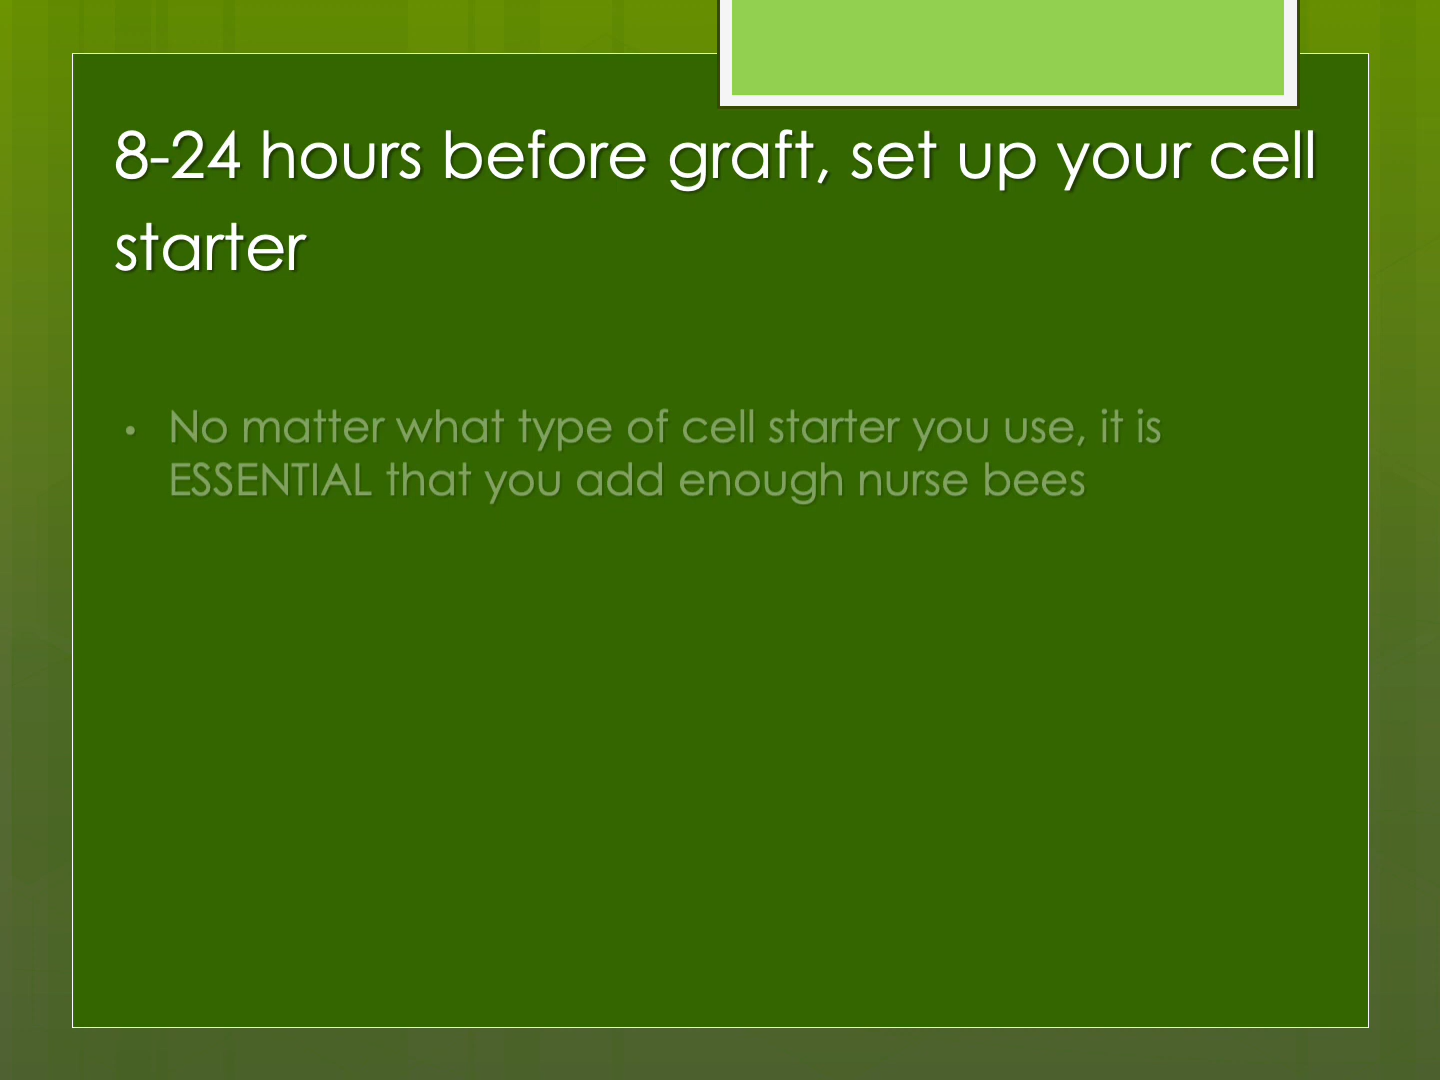 8-24 hours before graft, set up your cell
starter
• No matter what type of cell starter you use, it is
ESSENTIAL that you add enough nurse bees